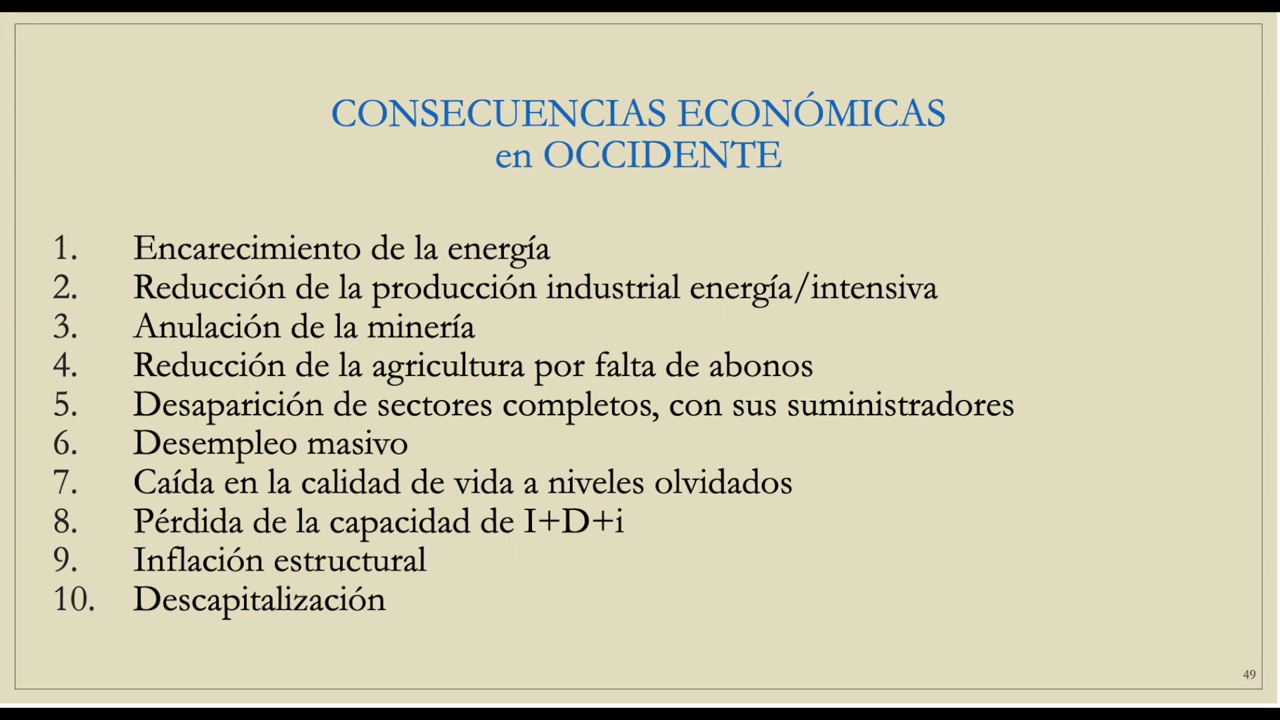 CONSECUENCIAS ECONÓMICAS
en OCCIDENTE
1. Encarecimiento de la energía
2. Reducción de la producción industrial energía/intensiva
3. Anulación de la minería
4. Reducción de la agricultura por falta de abonos
5. Desaparición de sectores completos, con sus suministradores
6. Desempleo masivo
7. Caída en la calidad de vida a niveles olvidados
8. Pérdida de la capacidad de I+D+i
9. Inflación estructural
10. Descapitalización
49